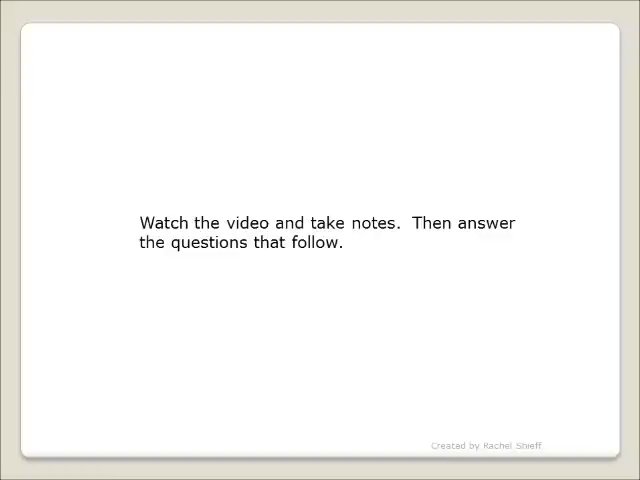 Watch the video and take notes.  Then answer
the questions that follow.
Created by Rachel Shieff